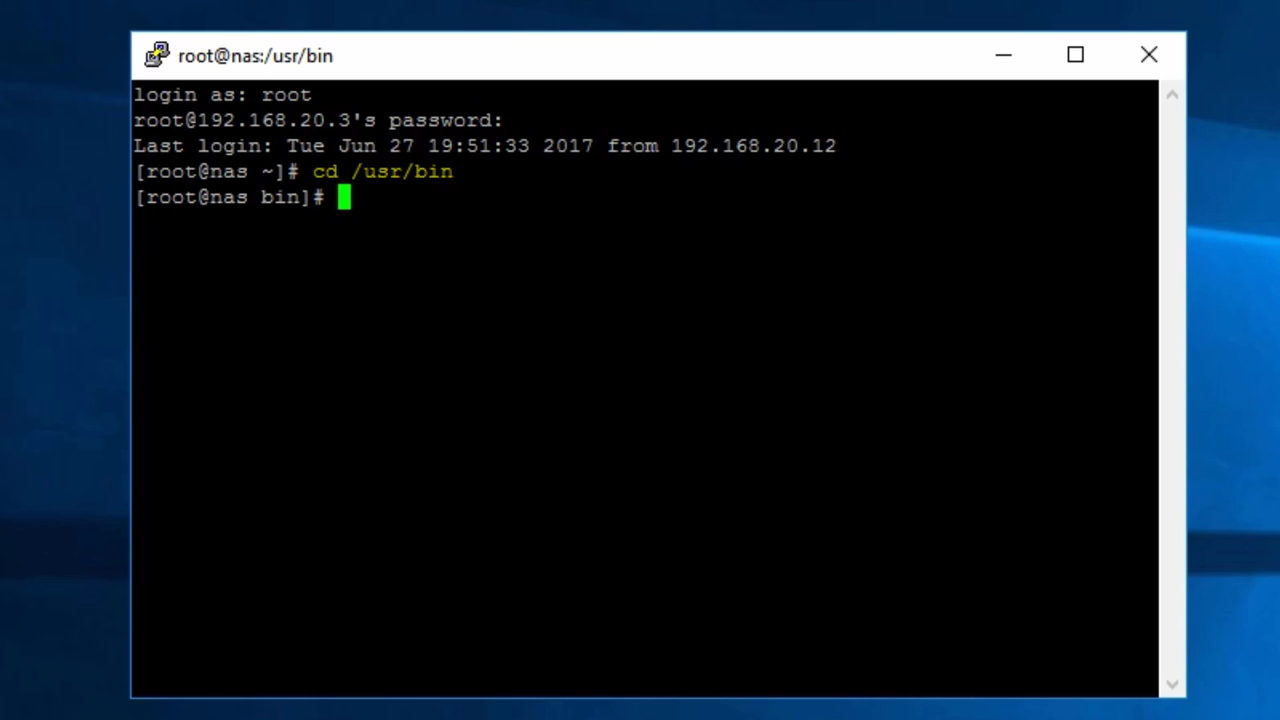 root@nas:/usr/bin
login as: root
root@192.168.20.3's password:
Last login: Tue Jun 27 19:51:33 2017 from 192.168.20.12
[root@nas ~]# cd /usr/bin
[root@nas bin]#